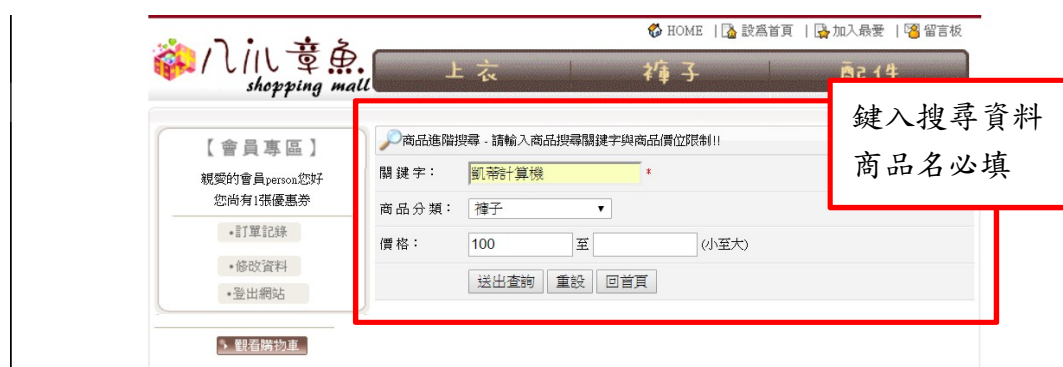 HOME | 設為首頁 | 加入最愛 | 留言板
八爪章魚.
shopping mall
上衣 褲子 配件
鍵入搜尋資料
商品名必填
【會員專區】
親愛的會員person您好
您尚有1張優惠券
•訂單記錄
•修改資料
•登出網站
觀看購物車
商品進階搜尋 - 請輸入商品搜尋關鍵字與商品價位限制!!
關鍵字： 凱蒂計算機 *
商品分類： 褲子
價格： 100 至 (小至大)
送出查詢 重設 回首頁